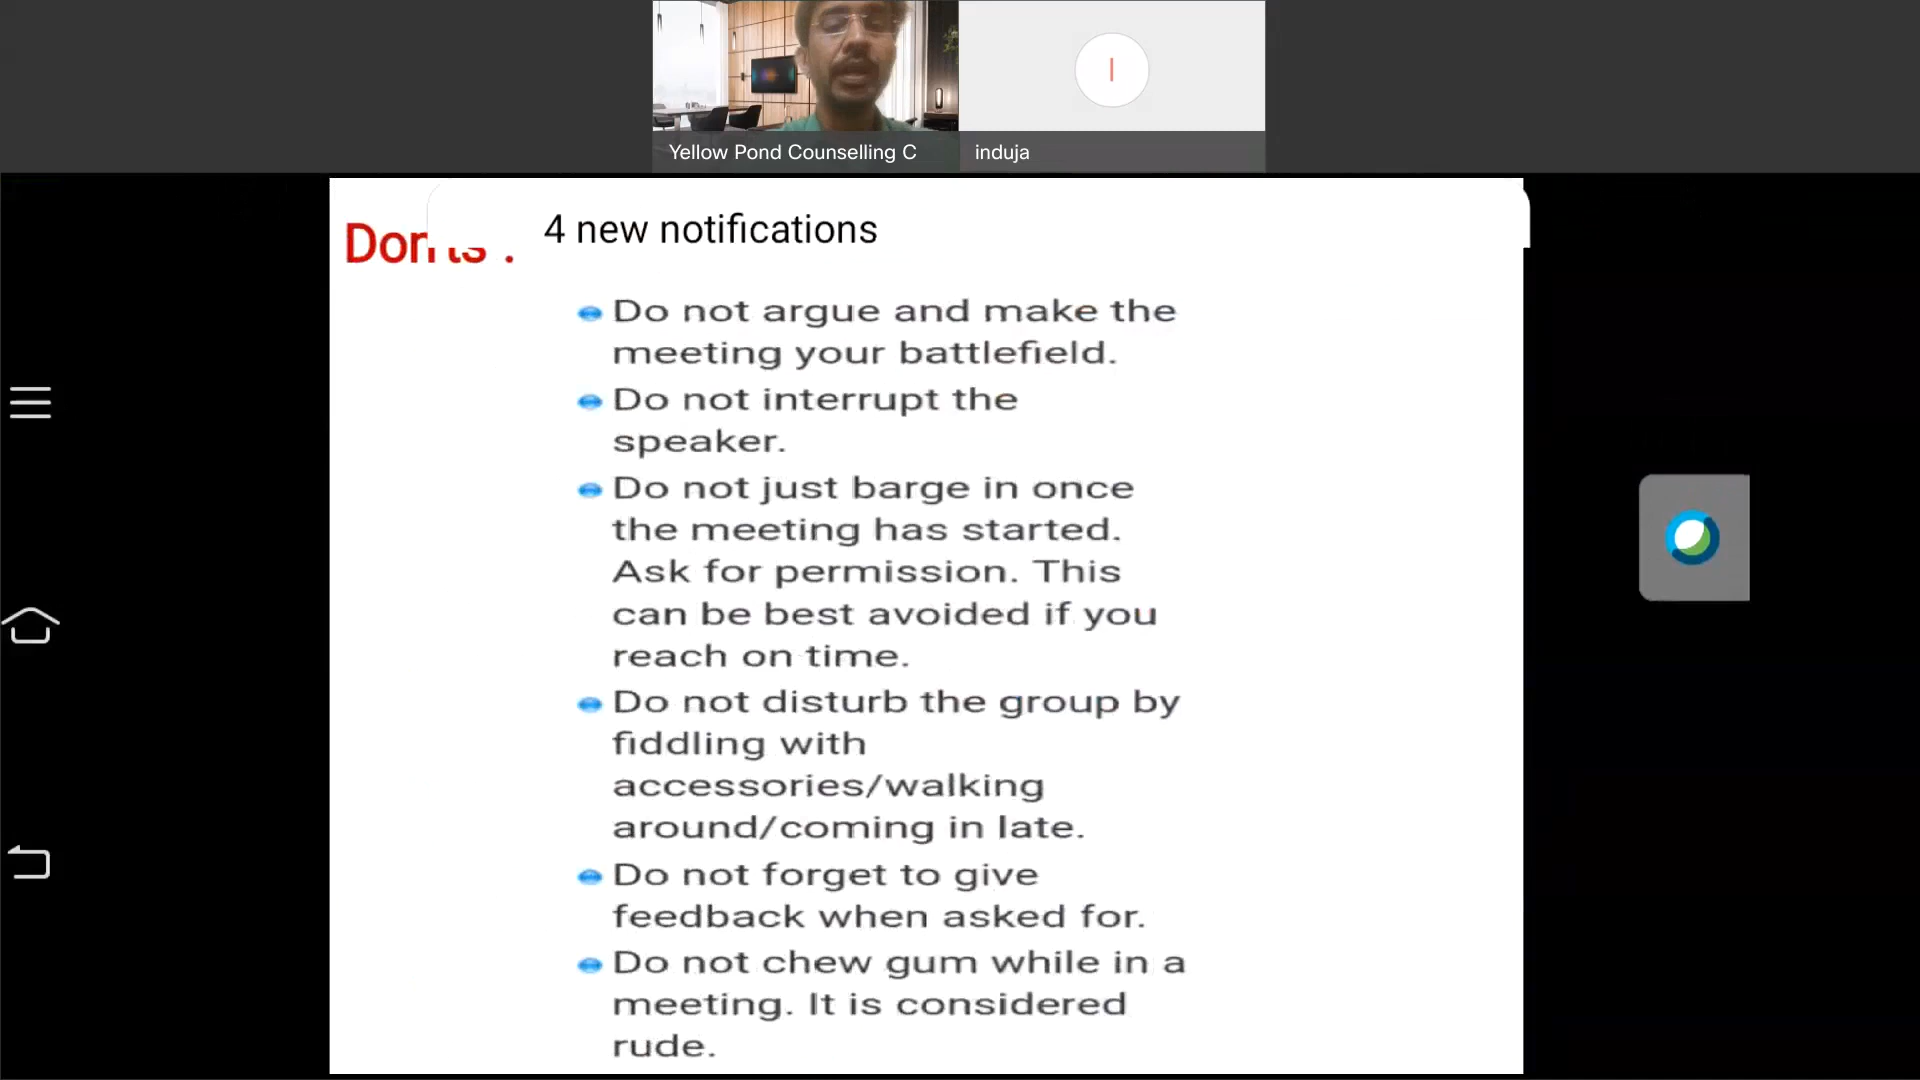 Yellow Pond Counselling C
I
induja
4 new notifications
Don'ts :
Do not argue and make the
meeting your battlefield.
Do not interrupt the
speaker.
Do not just barge in once
the meeting has started.
Ask for permission. This
can be best avoided if you
reach on time.
Do not disturb the group by
fiddling with
accessories/walking
around/coming in late.
Do not forget to give
feedback when asked for.
Do not chew gum while in a
meeting. It is considered
rude.